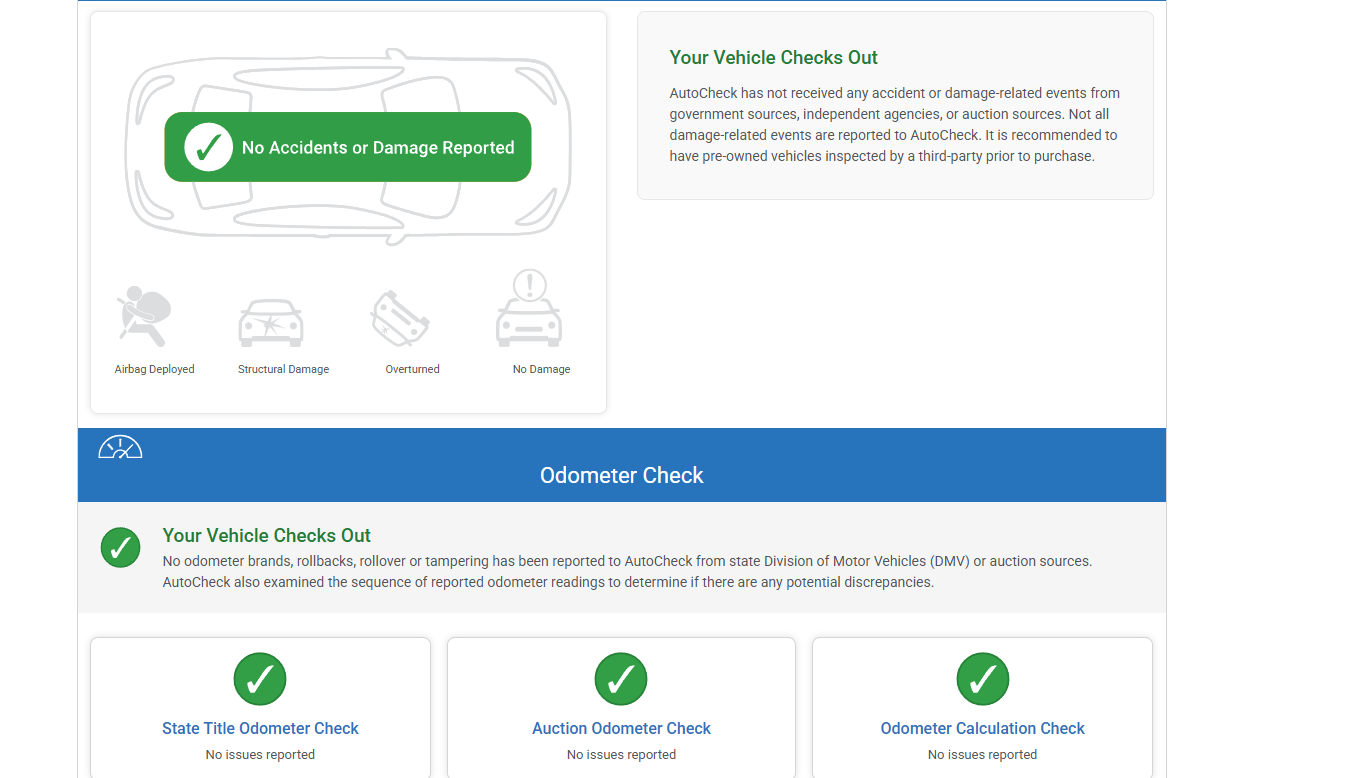 No Accidents or Damage Reported
Airbag Deployed
Structural Damage
Overturned
No Damage
Your Vehicle Checks Out
AutoCheck has not received any accident or damage-related events from
government sources, independent agencies, or auction sources. Not all
damage-related events are reported to AutoCheck. It is recommended to
have pre-owned vehicles inspected by a third-party prior to purchase.
Odometer Check
Your Vehicle Checks Out
No odometer brands, rollbacks, rollover or tampering has been reported to AutoCheck from state Division of Motor Vehicles (DMV) or auction sources.
AutoCheck also examined the sequence of reported odometer readings to determine if there are any potential discrepancies.
State Title Odometer Check
No issues reported
Auction Odometer Check
No issues reported
Odometer Calculation Check
No issues reported